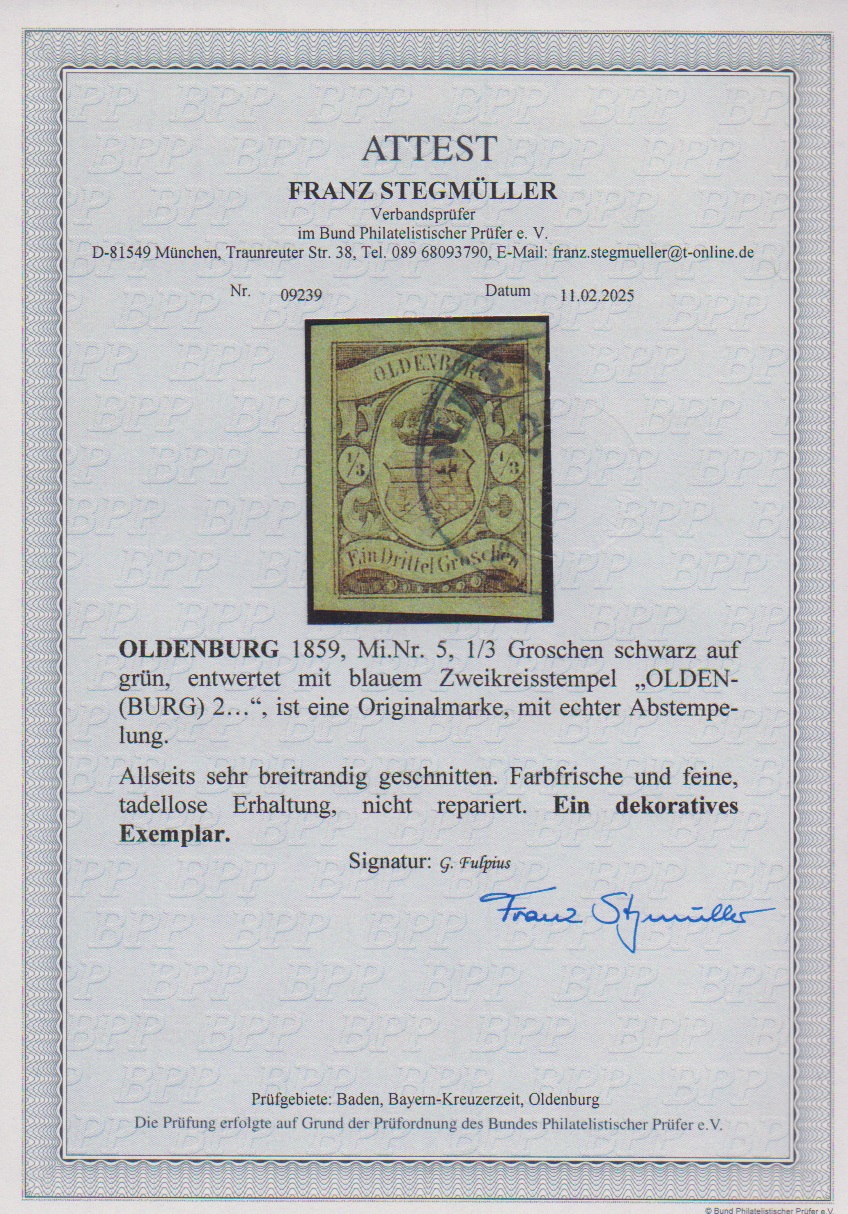 ATTEST
FRANZ STEGMÜLLER
Verbandsprüfer
im Bund Philatelistischer Prüfer e. V.
D-81549 München, Traunreuter Str. 38, Tel. 089 68093790, E-Mail: franz.stegmueller@t-online.de
Nr. 09239 Datum 11.02.2025
OLDENBURG
1/3 1/3
Ein Drittel Groschen
OLDENBURG 1859, Mi.Nr. 5, 1/3 Groschen schwarz auf
grün, entwertet mit blauem Zweikreisstempel „OLDEN-
(BURG) 2…“, ist eine Originalmarke, mit echter Abstempe-
lung.
Allseits sehr breitrandig geschnitten. Farbfrische und feine,
tadellose Erhaltung, nicht repariert. Ein dekoratives
Exemplar.
Signatur: G. Fulpius
Franz Stegmüller
Prüfgebiete: Baden, Bayern-Kreuzerzeit, Oldenburg
Die Prüfung erfolgte auf Grund der Prüfordnung des Bundes Philatelistischer Prüfer e.V.
© Bund Philatelistischer Prüfer e.V.